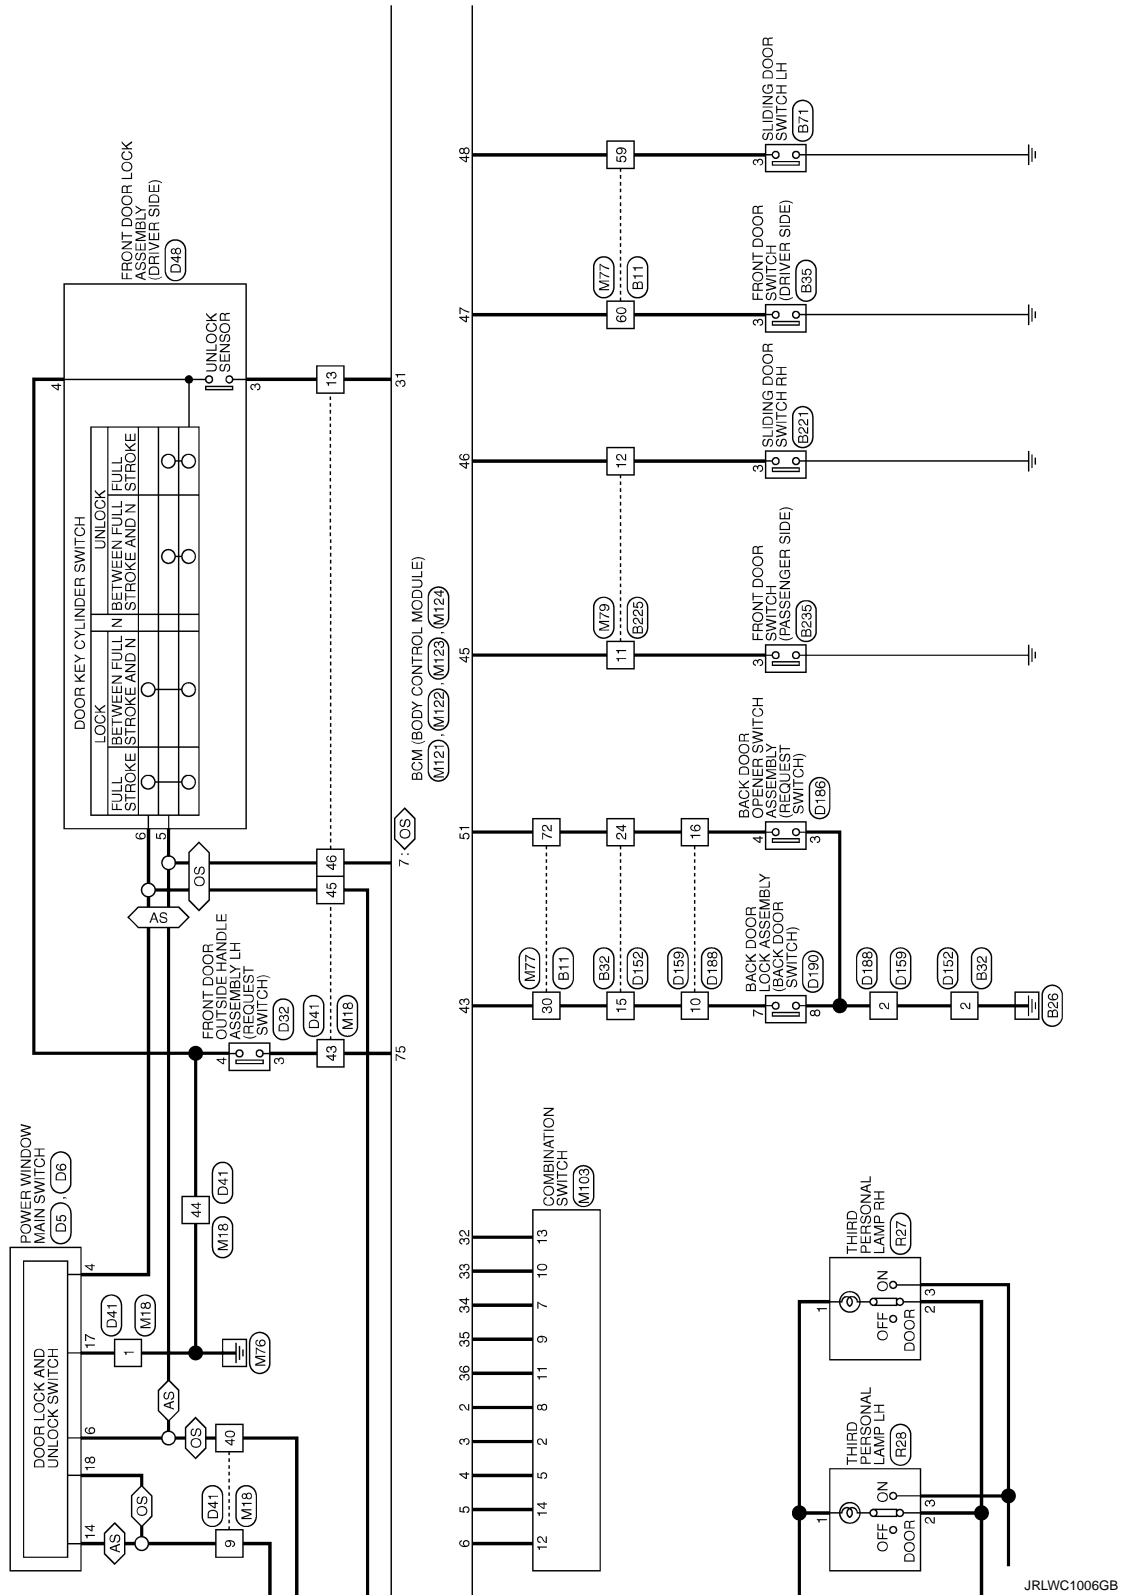 POWER WINDOW
MAIN SWITCH
D5 , D6
DOOR LOCK AND
UNLOCK SWITCH
14
18
6
17
4
AS
OS
OS
AS
9
40
D41
M18
1
D41
M18
M76
44
M18
D41
FRONT DOOR
OUTSIDE HANDLE
ASSEMBLY LH
(REQUEST
SWITCH)
D32
4
3
D41
M18
43
75
AS
OS
45
46
7 : OS
6
5
FRONT DOOR LOCK
ASSEMBLY
(DRIVER SIDE)
D48
DOOR KEY CYLINDER SWITCH
LOCK
N
UNLOCK
FULL
STROKE
BETWEEN FULL
STROKE AND N
BETWEEN FULL
STROKE AND N
FULL
STROKE
UNLOCK
SENSOR
4
3
13
31
BCM (BODY CONTROL MODULE)
M121 , M122 , M123 , M124
6
5
4
3
2
36
35
34
33
32
12
14
5
2
8
11
9
7
10
13
COMBINATION
SWITCH
M103
43
51
45
46
47
48
30
72
M77
B11
15
24
B32
D152
10
16
D159
D188
BACK DOOR
LOCK ASSEMBLY
(BACK DOOR
SWITCH)
D190
7
8
BACK DOOR
OPENER SWITCH
ASSEMBLY
(REQUEST
SWITCH)
D186
4
3
2
D188
D159
2
D152
B32
B26
11
12
M79
B225
FRONT DOOR
SWITCH
(PASSENGER SIDE)
B235
3
SLIDING DOOR
SWITCH RH
B221
3
60
59
M77
B11
FRONT DOOR
SWITCH
(DRIVER SIDE)
B35
3
SLIDING DOOR
SWITCH LH
B71
3
THIRD
PERSONAL
LAMP LH
R28
1
OFF
ON
DOOR
2
3
THIRD
PERSONAL
LAMP RH
R27
1
OFF
ON
DOOR
2
3
JRLWC1006GB